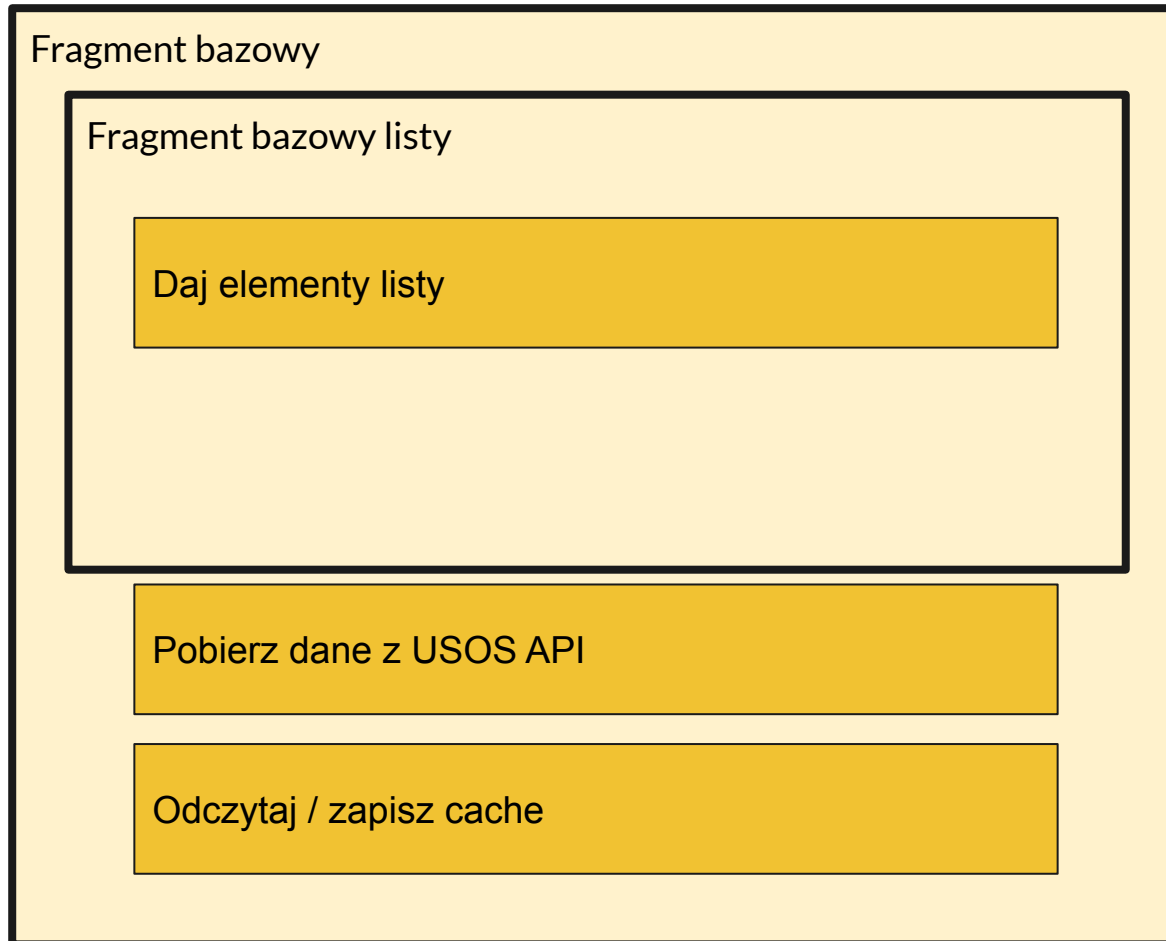 Fragment bazowy
Fragment bazowy listy
Daj elementy listy
Pobierz dane z USOS API
Odczytaj / zapisz cache